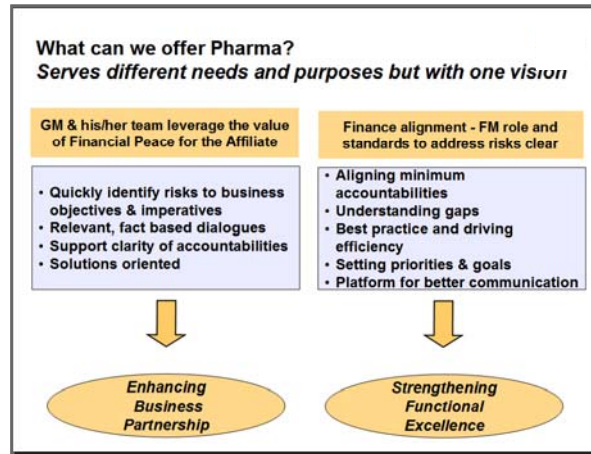 What can we offer Pharma?
Serves different needs and purposes but with one vision
GM & his/her team leverage the value
of Financial Peace for the Affiliate
• Quickly identify risks to business
objectives & imperatives
• Relevant, fact based dialogues
• Support clarity of accountabilities
• Solutions oriented
Enhancing
Business
Partnership
Finance alignment - FM role and
standards to address risks clear
• Aligning minimum
accountabilities
• Understanding gaps
• Best practice and driving
efficiency
• Setting priorities & goals
• Platform for better communication
Strengthening
Functional
Excellence